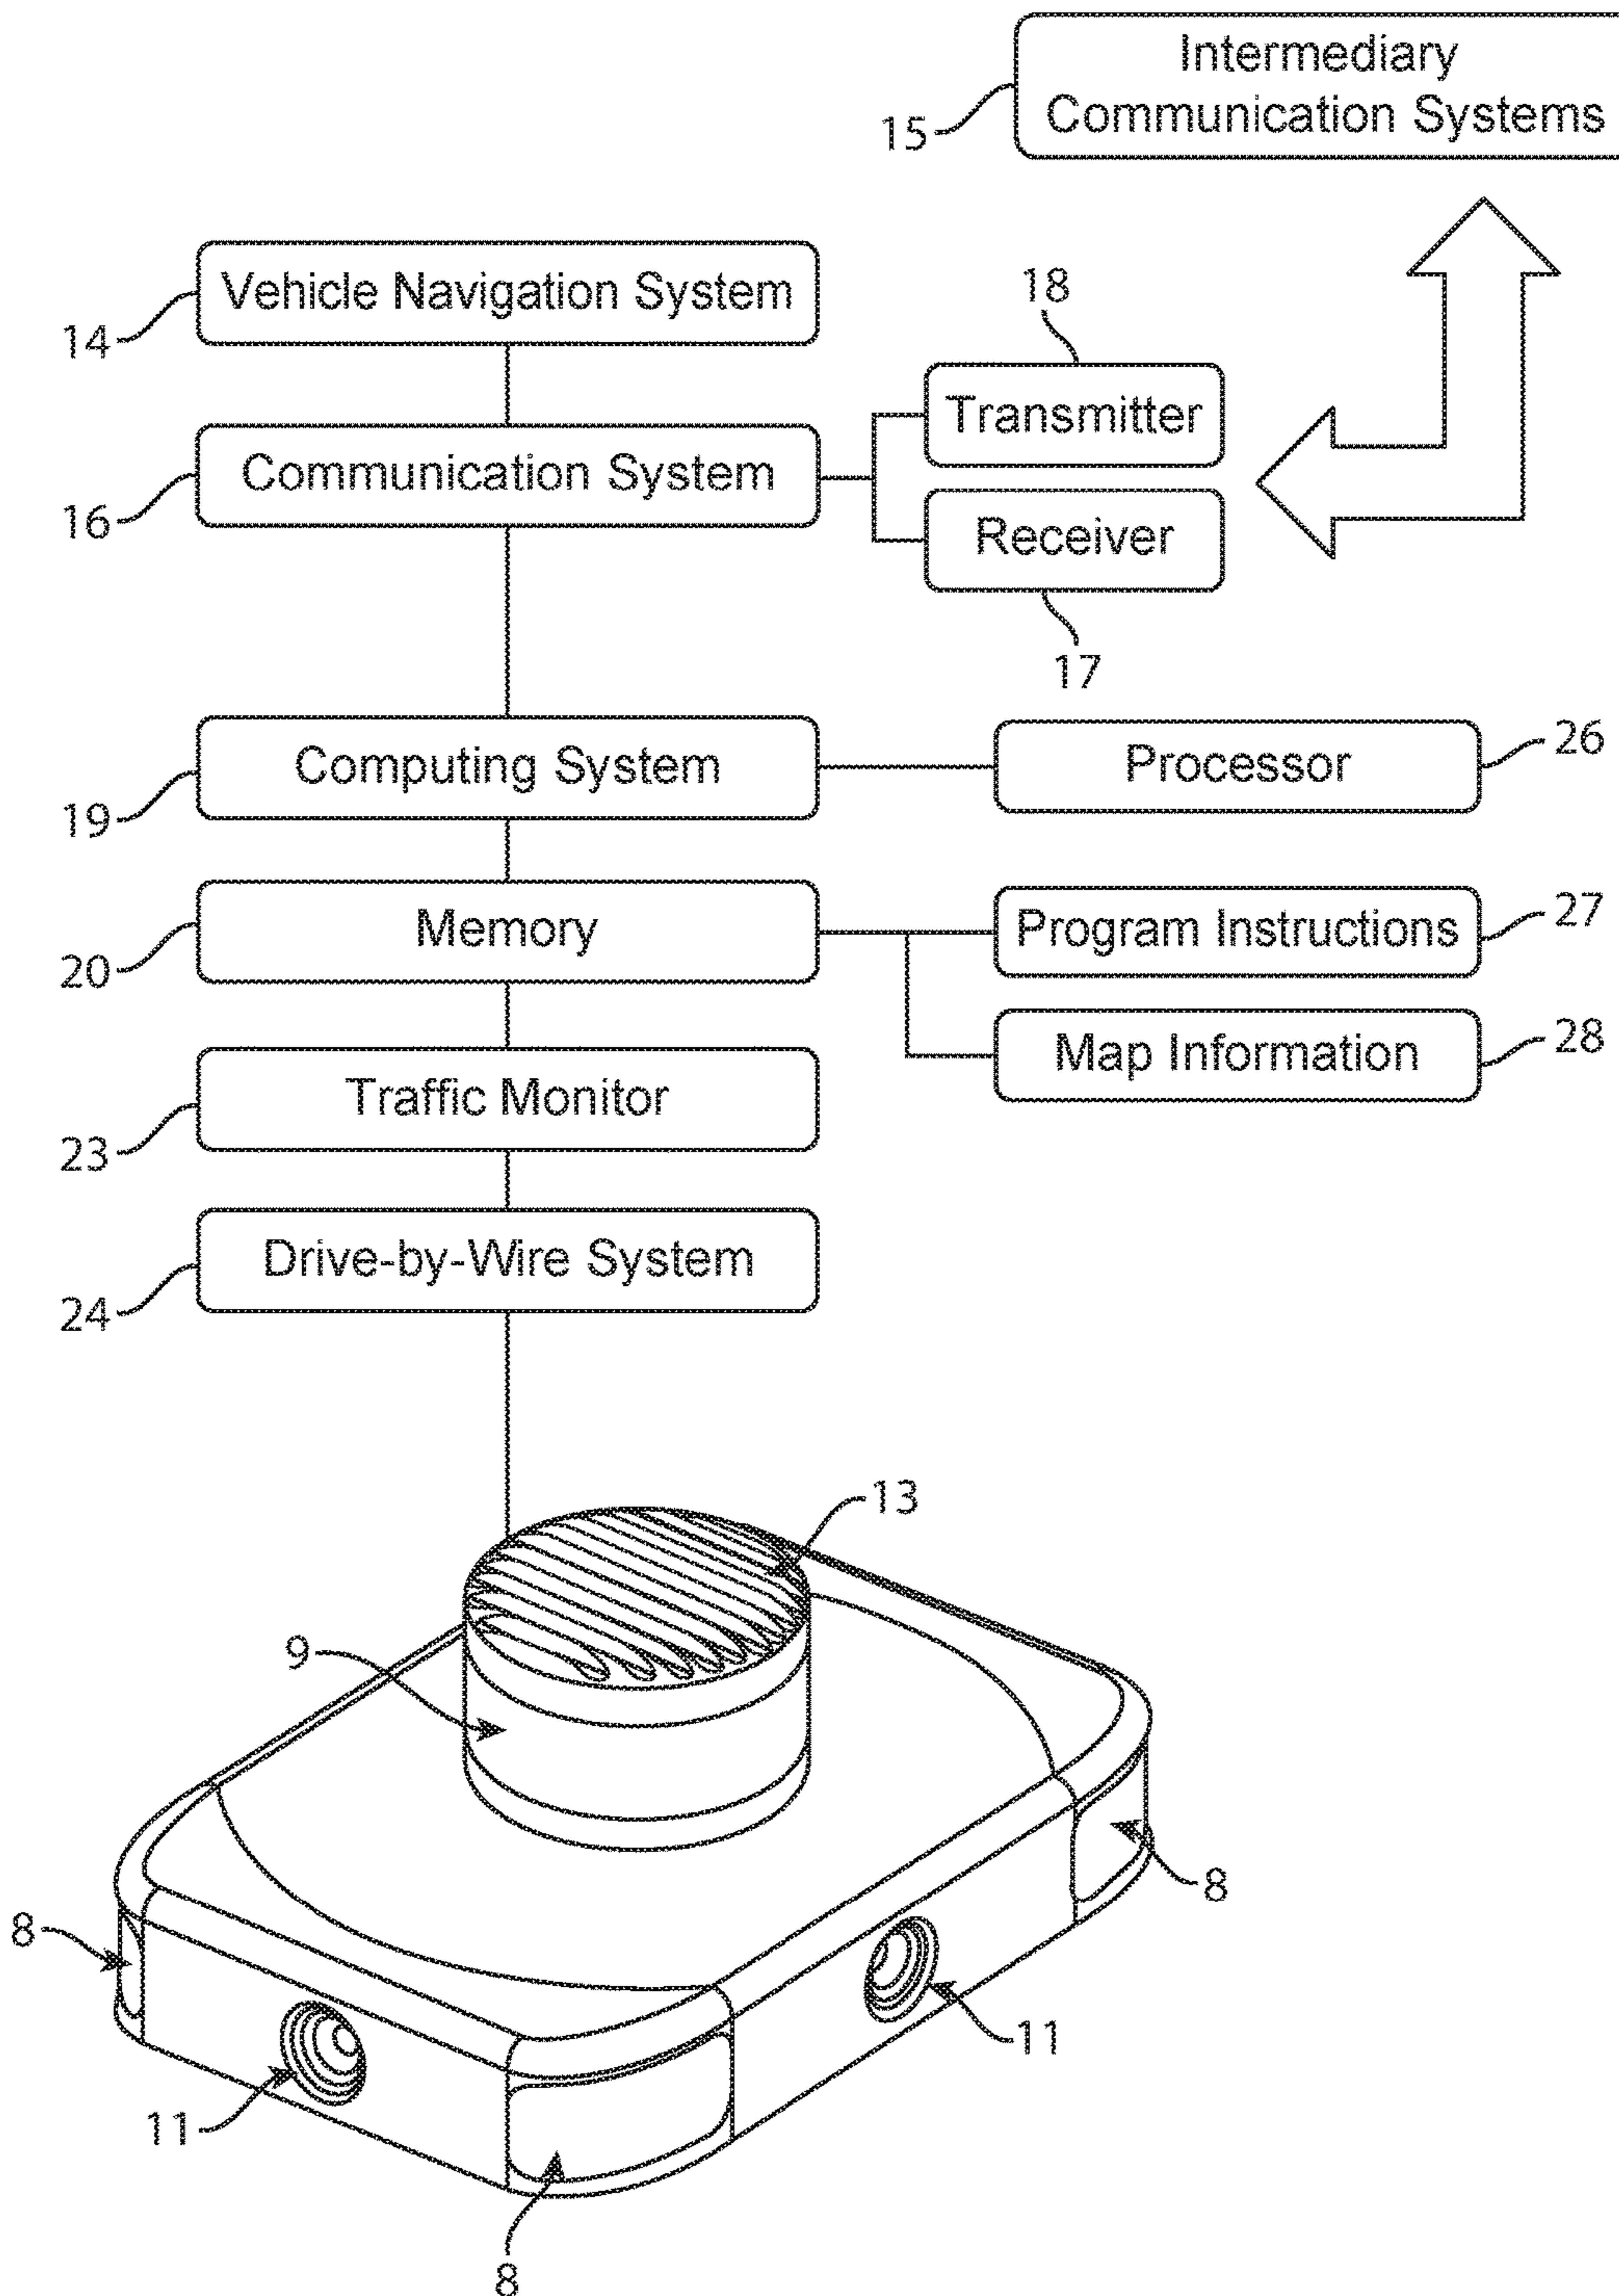 Intermediary
Communication Systems
15
Vehicle Navigation System
14
18
Transmitter
Communication System
16
Receiver
17
Computing System
19
Processor
26
Memory
20
Program Instructions
27
Map Information
28
Traffic Monitor
23
Drive-by-Wire System
24
13
9
8
8
11
11
8